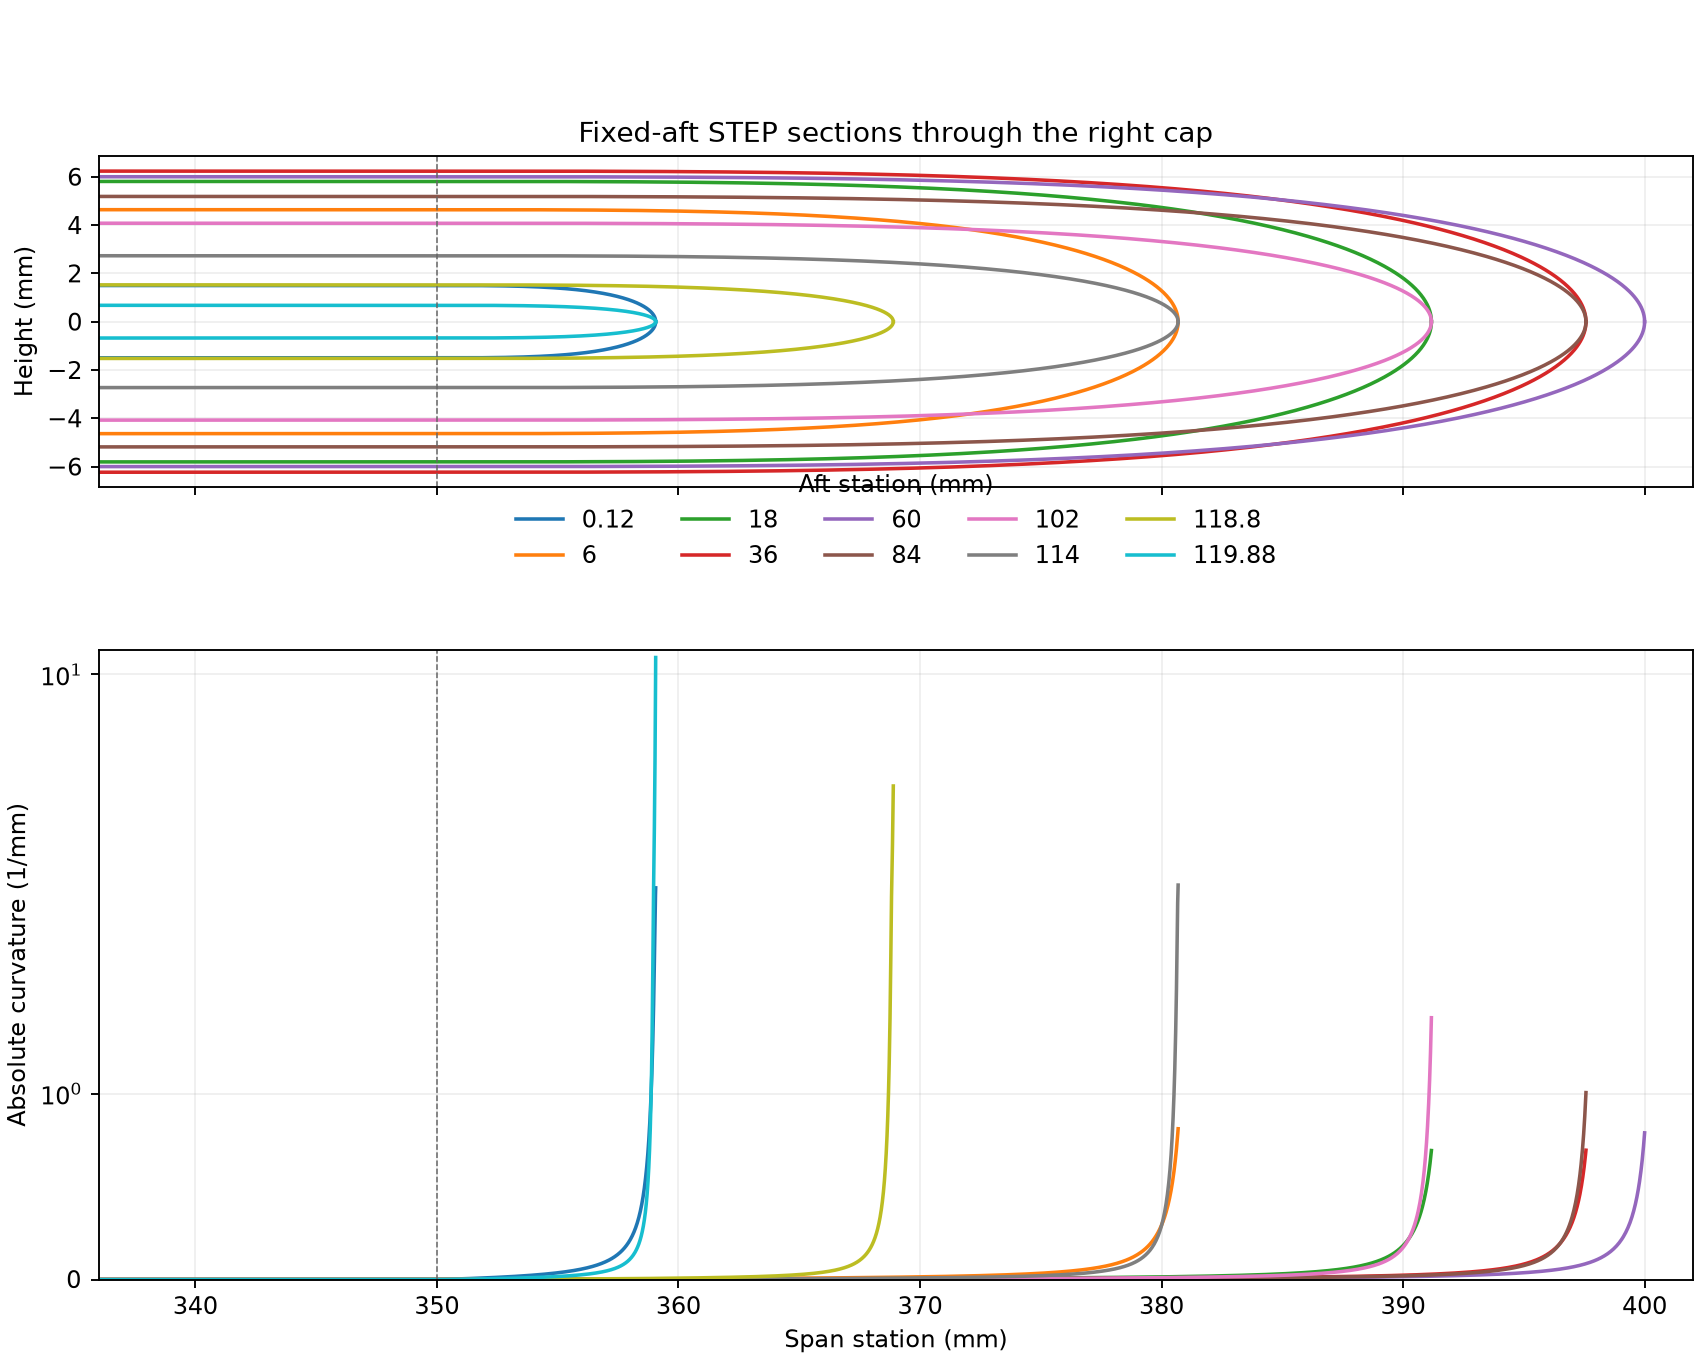 Fixed-aft STEP sections through the right cap
Height (mm)
6
4
2
0
−2
−4
−6
Aft station (mm)
0.12 18 60 102 118.8
6 36 84 114 119.88
Absolute curvature (1/mm)
10¹
10⁰
0
340 350 360 370 380 390 400
Span station (mm)